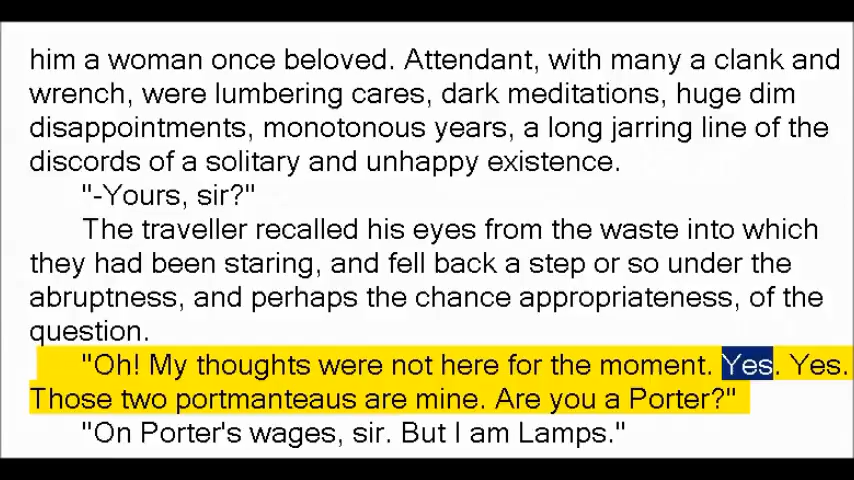 him a woman once beloved. Attendant, with many a clank and
wrench, were lumbering cares, dark meditations, huge dim
disappointments, monotonous years, a long jarring line of the
discords of a solitary and unhappy existence.
"-Yours, sir?"
The traveller recalled his eyes from the waste into which
they had been staring, and fell back a step or so under the
abruptness, and perhaps the chance appropriateness, of the
question.
"Oh! My thoughts were not here for the moment. Yes. Yes.
Those two portmanteaus are mine. Are you a Porter?"
"On Porter's wages, sir. But I am Lamps."